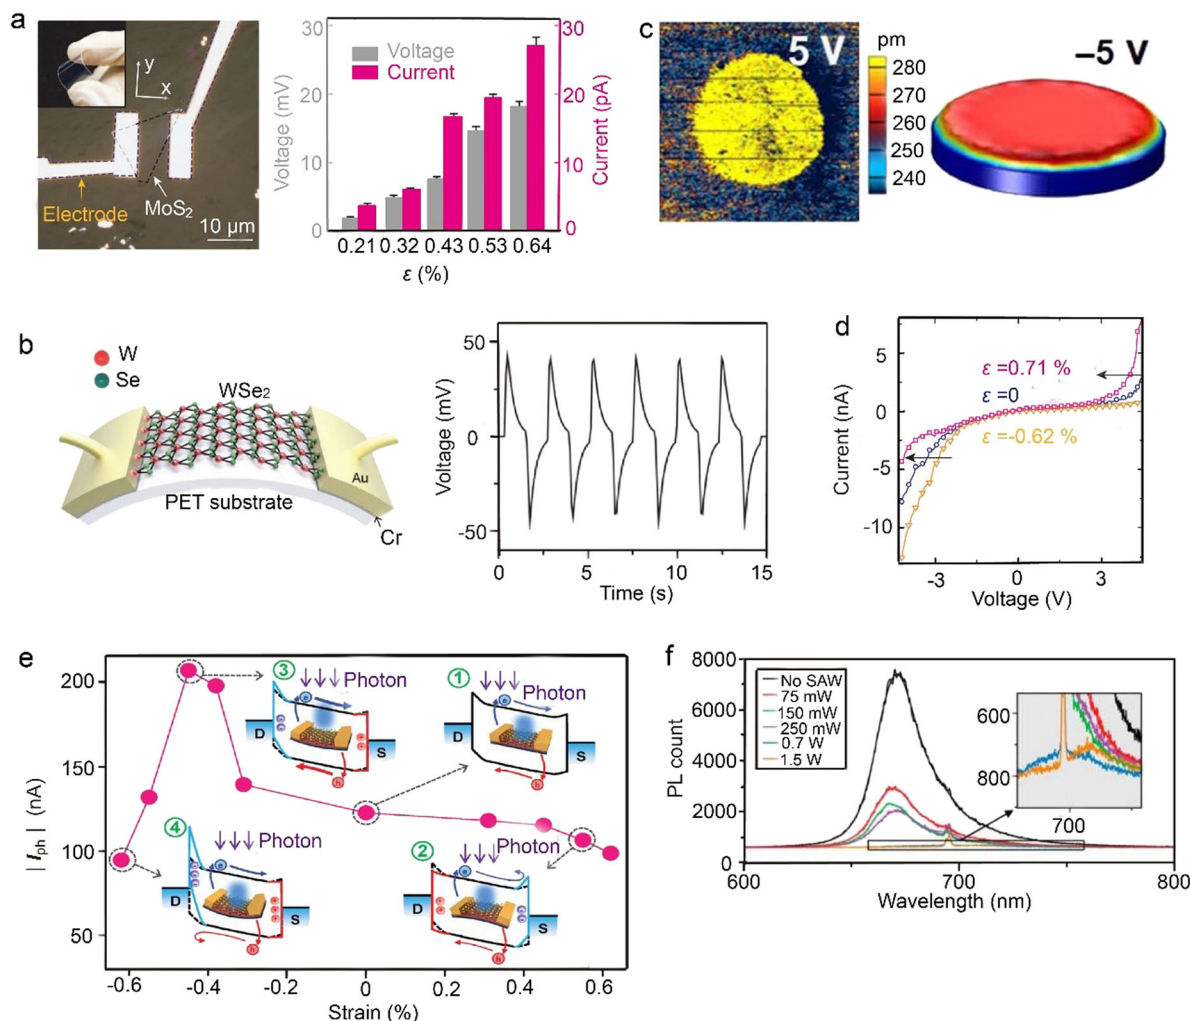 a
y
x
Electrode
MoS2
10 µm
Voltage (mV)
30
20
10
0
Voltage
Current
30
20
10
0
Current (pA)
0.21 0.32 0.43 0.53 0.64
ε (%)
c
5 V
pm
280
270
260
250
240
–5 V
b
W
Se
WSe2
Au
PET substrate
Cr
Voltage (mV)
50
0
-50
0 5 10 15
Time (s)
d
Current (nA)
5
0
-5
-10
ε =0.71 %
ε =0
ε =-0.62 %
-3 0 3
Voltage (V)
e
| Iph | (nA)
200
150
100
50
3
Photon
e
D
S
h
1
Photon
e
D
S
h
4
Photon
e
D
S
h
2
Photon
e
D
S
h
-0.6 -0.4 -0.2 0 0.2 0.4 0.6
Strain (%)
f
PL count
8000
6000
4000
2000
0
No SAW
75 mW
150 mW
250 mW
0.7 W
1.5 W
600
800
700
600 700 800
Wavelength (nm)